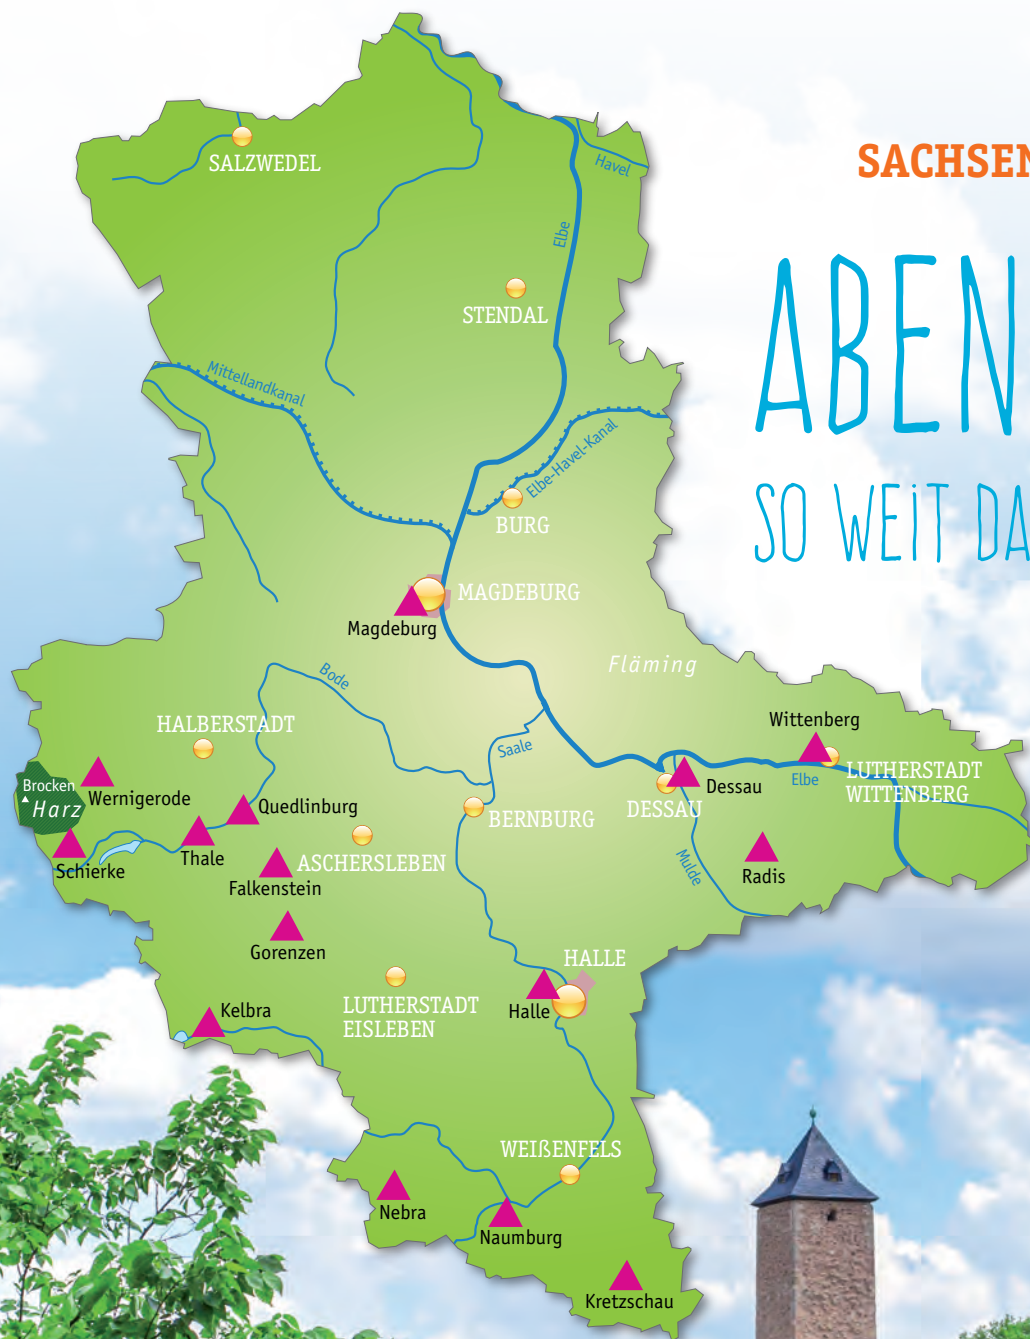 SALZWEDEL
Havel
SACHSEN
Elbe
ABEN
STENDAL
Mittellandkanal
Elbe-Havel-Kanal
SO WEIT DA
BURG
MAGDEBURG
Magdeburg
Fläming
Bode
HALBERSTADT
Saale
Wittenberg
LUTHERSTADT
WITTENBERG
Elbe
Brocken
Harz
Wernigerode
Quedlinburg
BERNBURG
DESSAU
Dessau
Schierke
Thale
ASCHERSLEBEN
Falkenstein
Mulde
Radis
Gorenzen
HALLE
Halle
LUTHERSTADT
EISLEBEN
Kelbra
WEIßENFELS
Nebra
Naumburg
Kretzschau